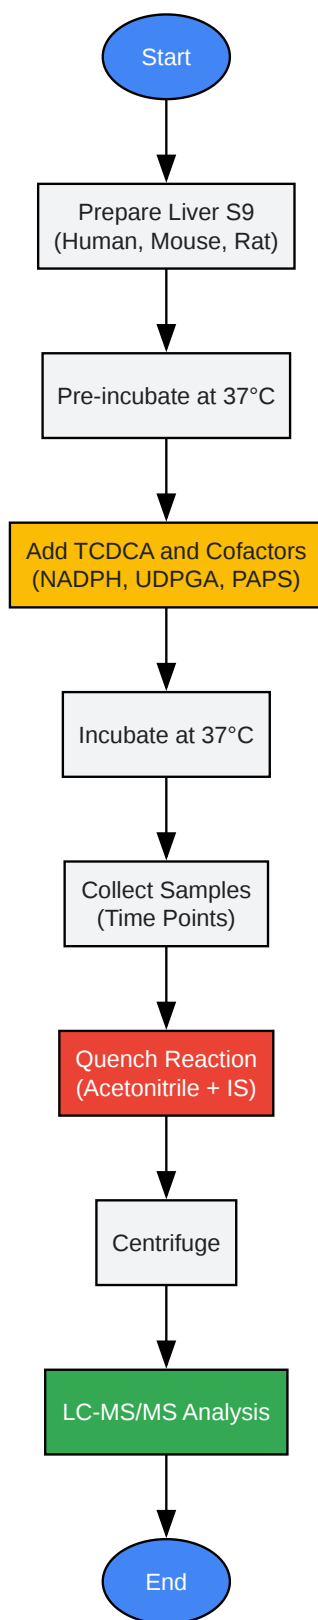 Start
Prepare Liver S9
(Human, Mouse, Rat)
Pre-incubate at 37°C
Add TCDCA and Cofactors
(NADPH, UDPGA, PAPS)
Incubate at 37°C
Collect Samples
(Time Points)
Quench Reaction
(Acetonitrile + IS)
Centrifuge
LC-MS/MS Analysis
End